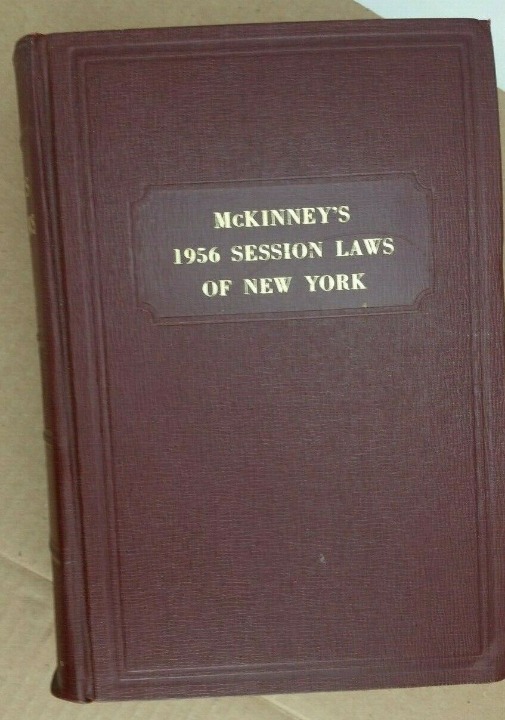 McKINNEY'S
1956 SESSION LAWS
OF NEW YORK